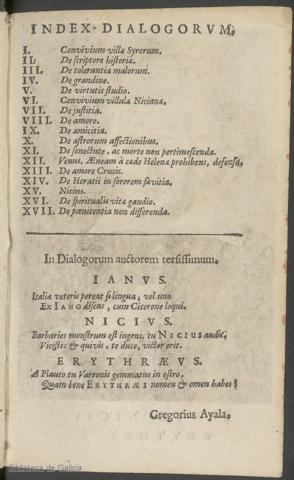 INDEX DIALOGORVM.
I. Convivium villæ Syrorum.
II: De scriptore historiæ.
III. De tolerantia malorum.
IV. De grandine.
V. De virtutis studio.
VI. Convivium villulæ Nicianæ.
VII. De justitia.
VIII. De amore.
IX. De amicitia.
X. De astrorum affectionibus.
XI. De senectute, ac morte non pertimescenda.
XII. Venus, Æneam à cæde Helenæ prohibens, defensa.
XIII. De amore Crucis.
XIV. De Horatii in sororem sævitia.
XV. Nicius.
XVI. De spiritualis vitæ gaudio.
XVII. De pœnitentia non differenda.
In Dialogorum auctorem tersissimum.
IANVS.
Italiæ veteris pereat si lingua; vel uno
Ex IANO discas, cum Cicerone loqui.
NICIVS.
Barbaries monstrum est ingens; tu NICIUS audis:
Vicisti: & quivis, te duce, victor erit.
ERYTHRÆVS.
A Plauto tu Varronis gemmatus in ostro,
Quam bene ERYTHRÆI nomen & omen habes!
Gregorius Ayala.
Biblioteca de Galicia